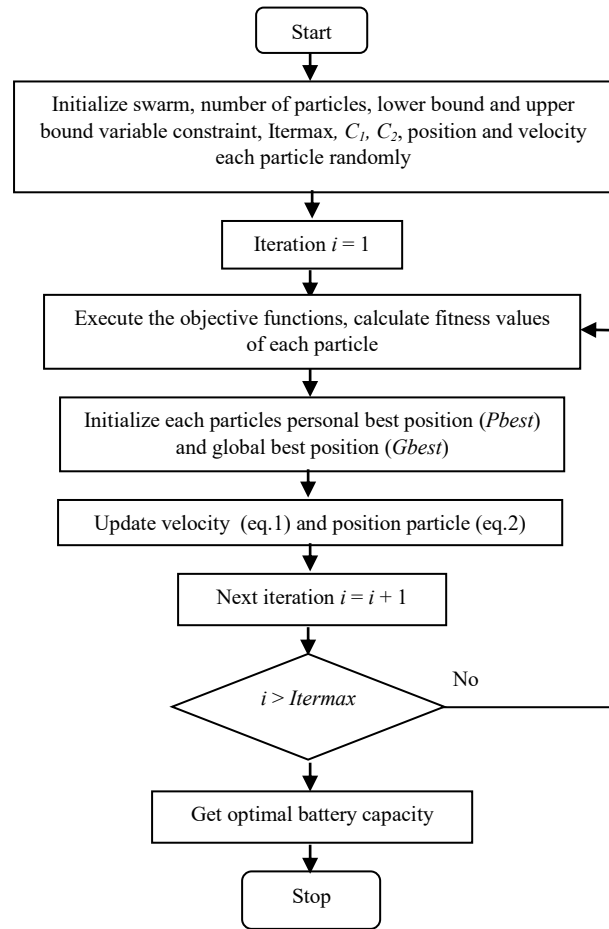 Start
Initialize swarm, number of particles, lower bound and upper
bound variable constraint, Itermax, C1, C2, position and velocity
each particle randomly
Iteration i = 1
Execute the objective functions, calculate fitness values
of each particle
Initialize each particles personal best position (Pbest)
and global best position (Gbest)
Update velocity (eq.1) and position particle (eq.2)
Next iteration i = i + 1
No
i > Itermax
Get optimal battery capacity
Stop